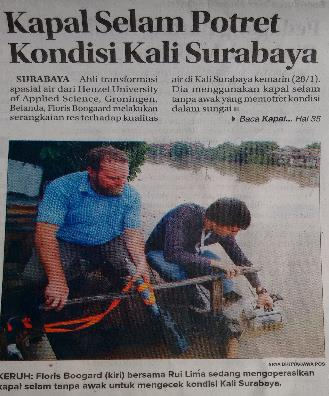 Kapal Selam Potret
Kondisi Kali Surabaya
SURABAYA – Ahli transformasi
spasial air dari Henzel University
of Applied Science, Groningen,
Belanda, Floris Boogaard melakukan
serangkaian tes terhadap kualitas
air di Kali Surabaya kemarin (28/1).
Dia menggunakan kapal selam
tanpa awak yang memotret kondisi
dalam sungai
Baca Kapal... Hal 35
KERUH: Floris Boogard (kiri) bersama Rui Lima sedang mengoperasikan
kapal selam tanpa awak untuk mengecek kondisi Kali Surabaya.